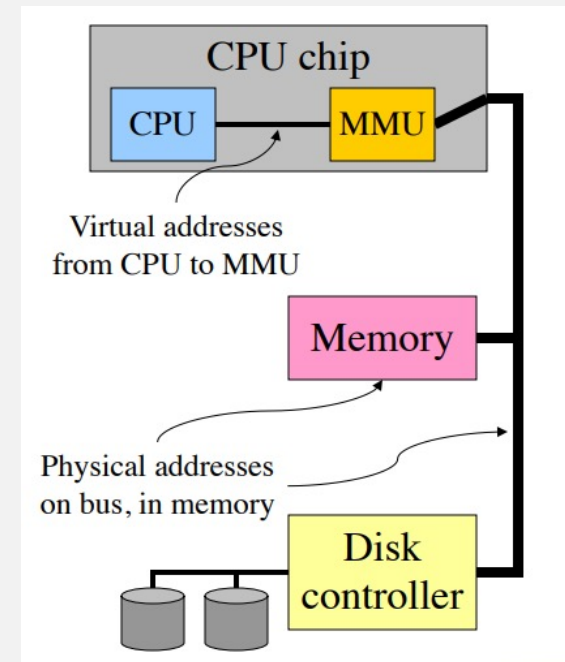 CPU chip
CPU
MMU
Virtual addresses
from CPU to MMU
Memory
Physical addresses
on bus, in memory
Disk
controller